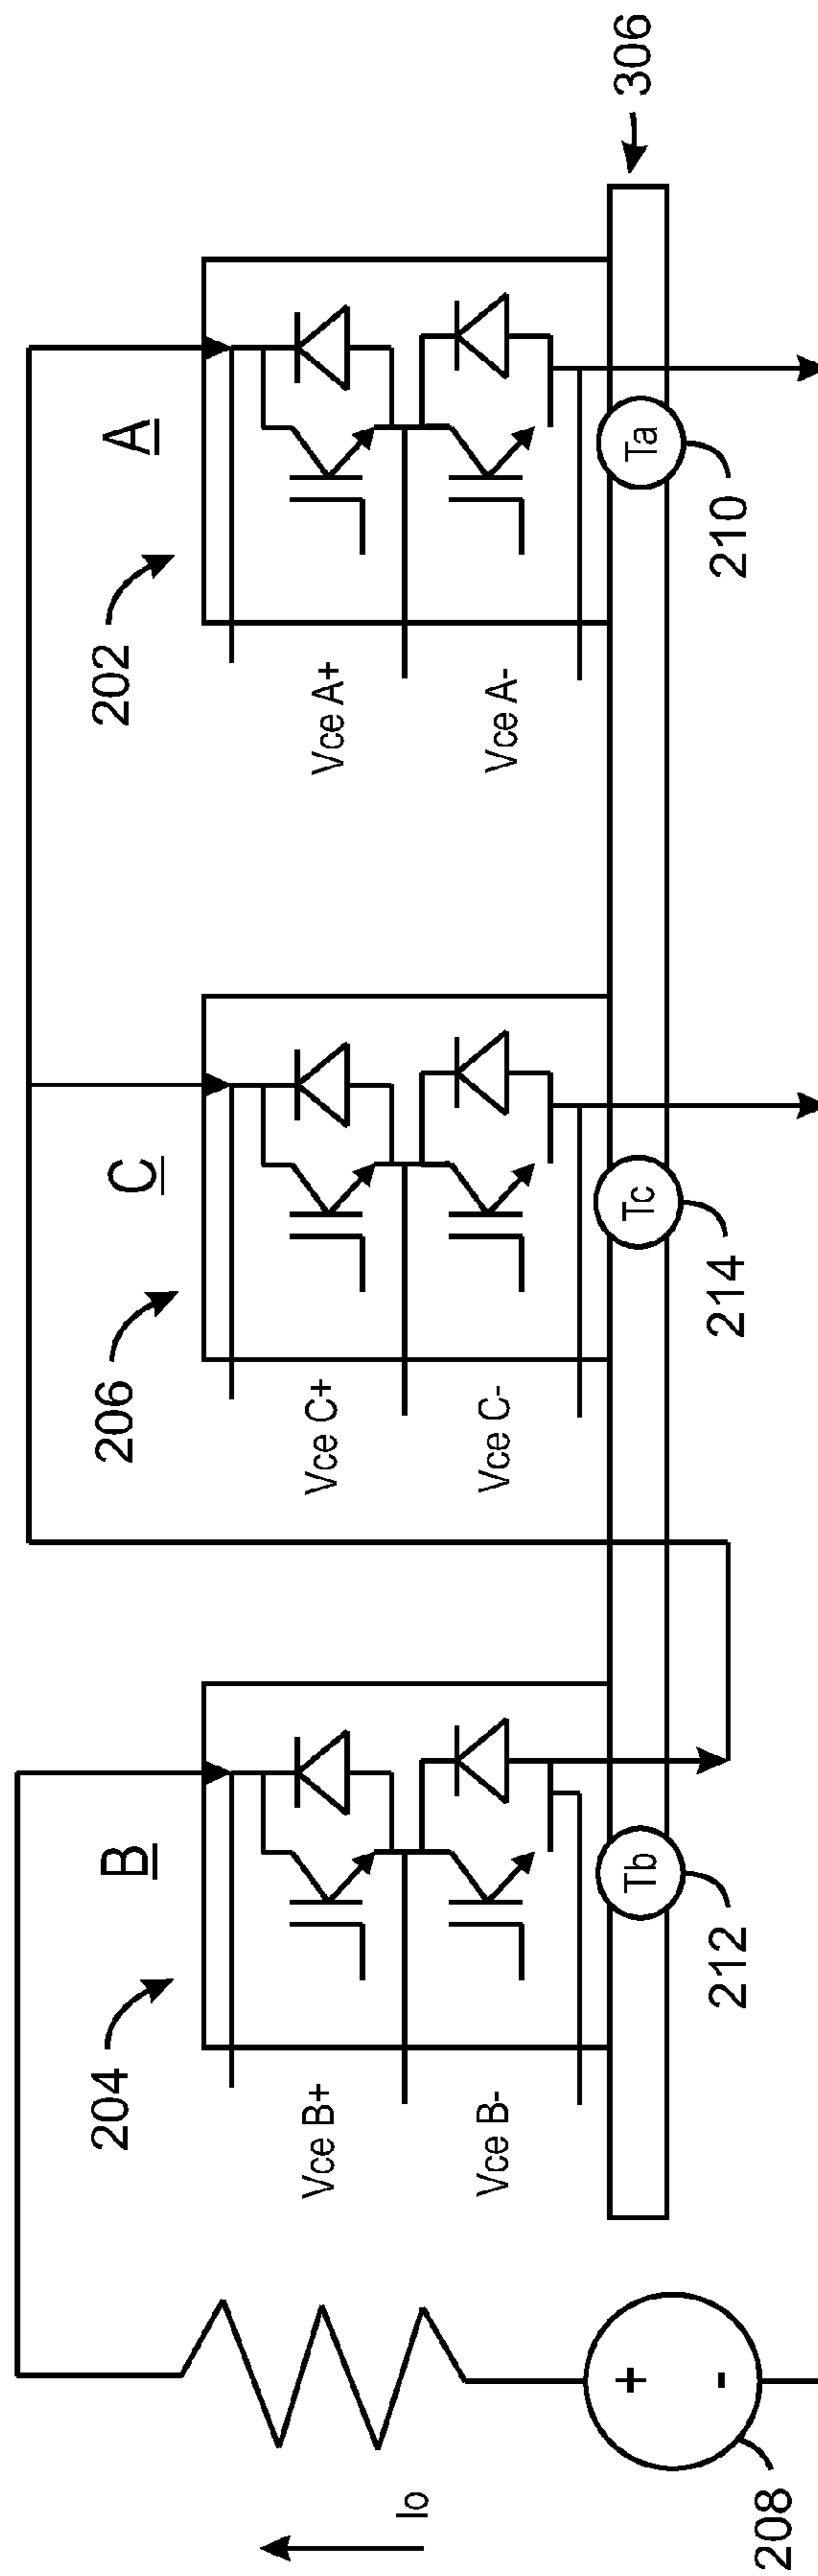 306
A
202
Vce A+
Vce A-
Ta
210
C
206
Vce C+
Vce C-
Tc
214
B
204
Vce B+
Vce B-
Tb
212
Io
+
-
208